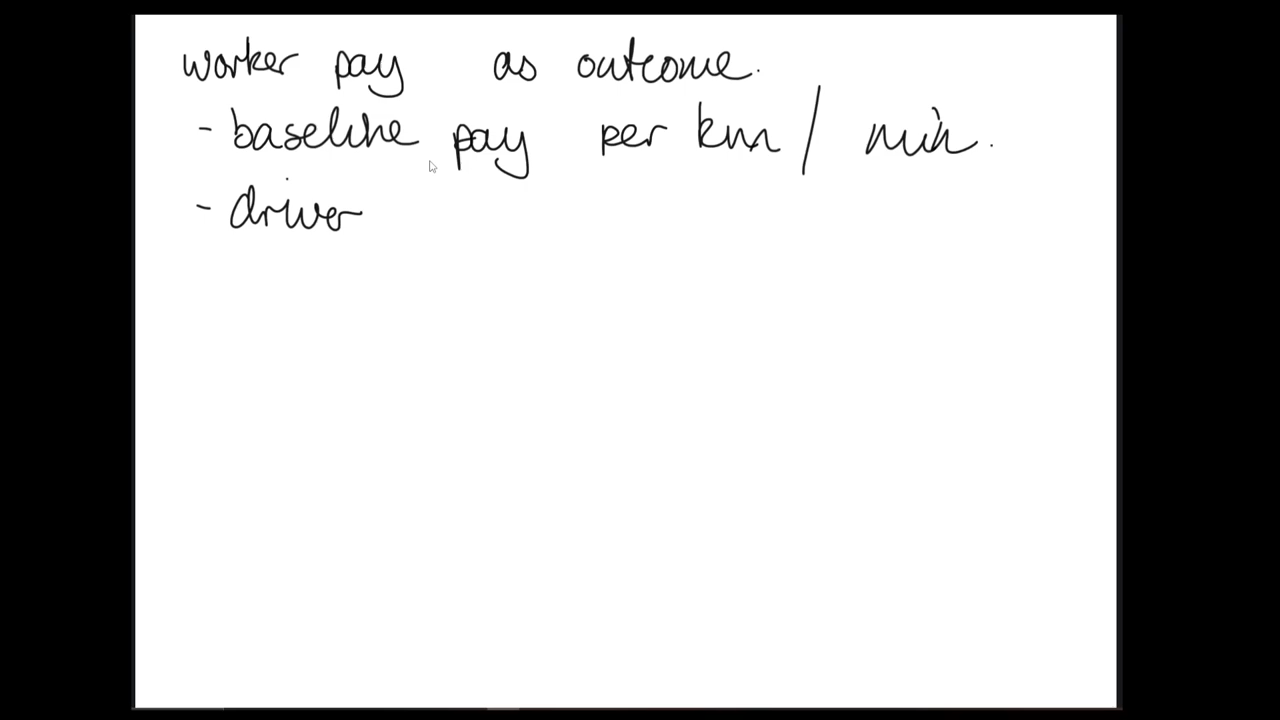 worker pay as outcome.
- baseline pay per km / min.
- driver